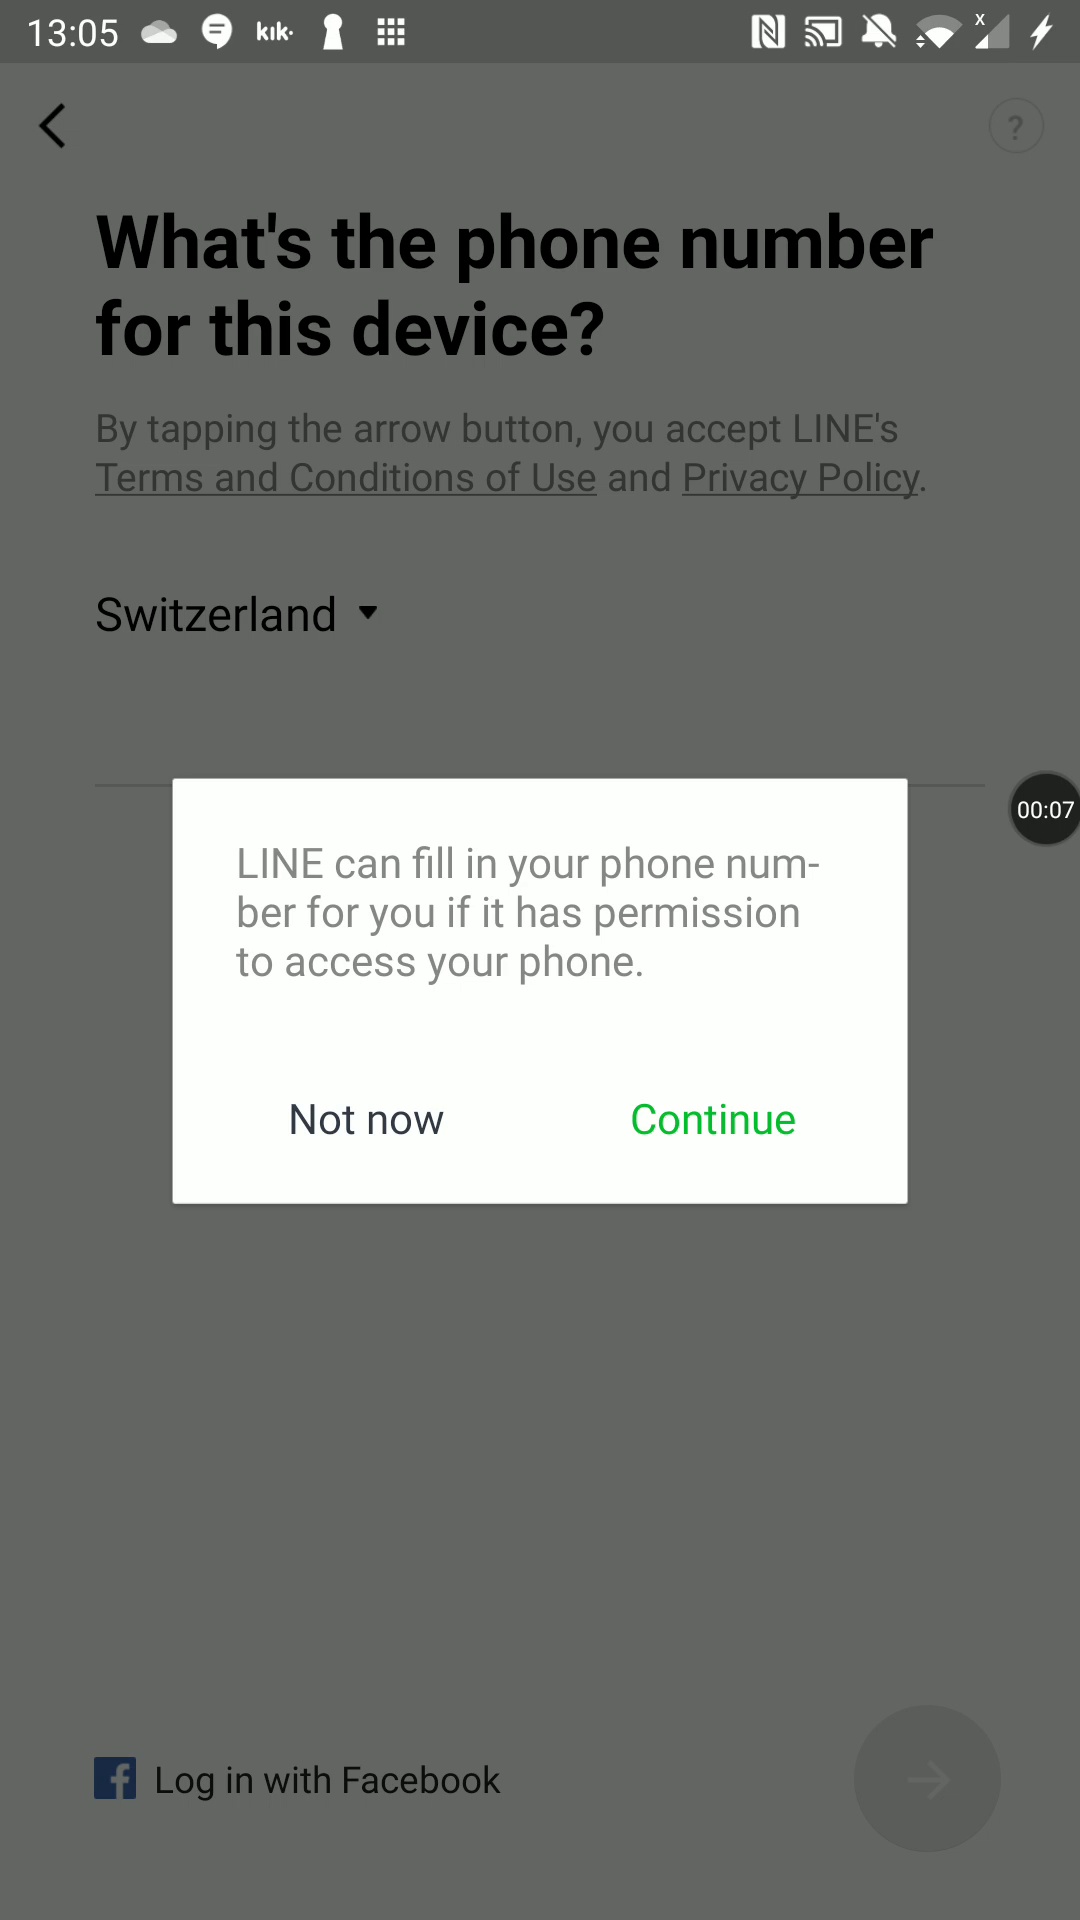 13:05 kik
x
?
What's the phone number
for this device?
By tapping the arrow button, you accept LINE's
Terms and Conditions of Use and Privacy Policy.
Switzerland
00:07
LINE can fill in your phone num-
ber for you if it has permission
to access your phone.
Not now Continue
Log in with Facebook